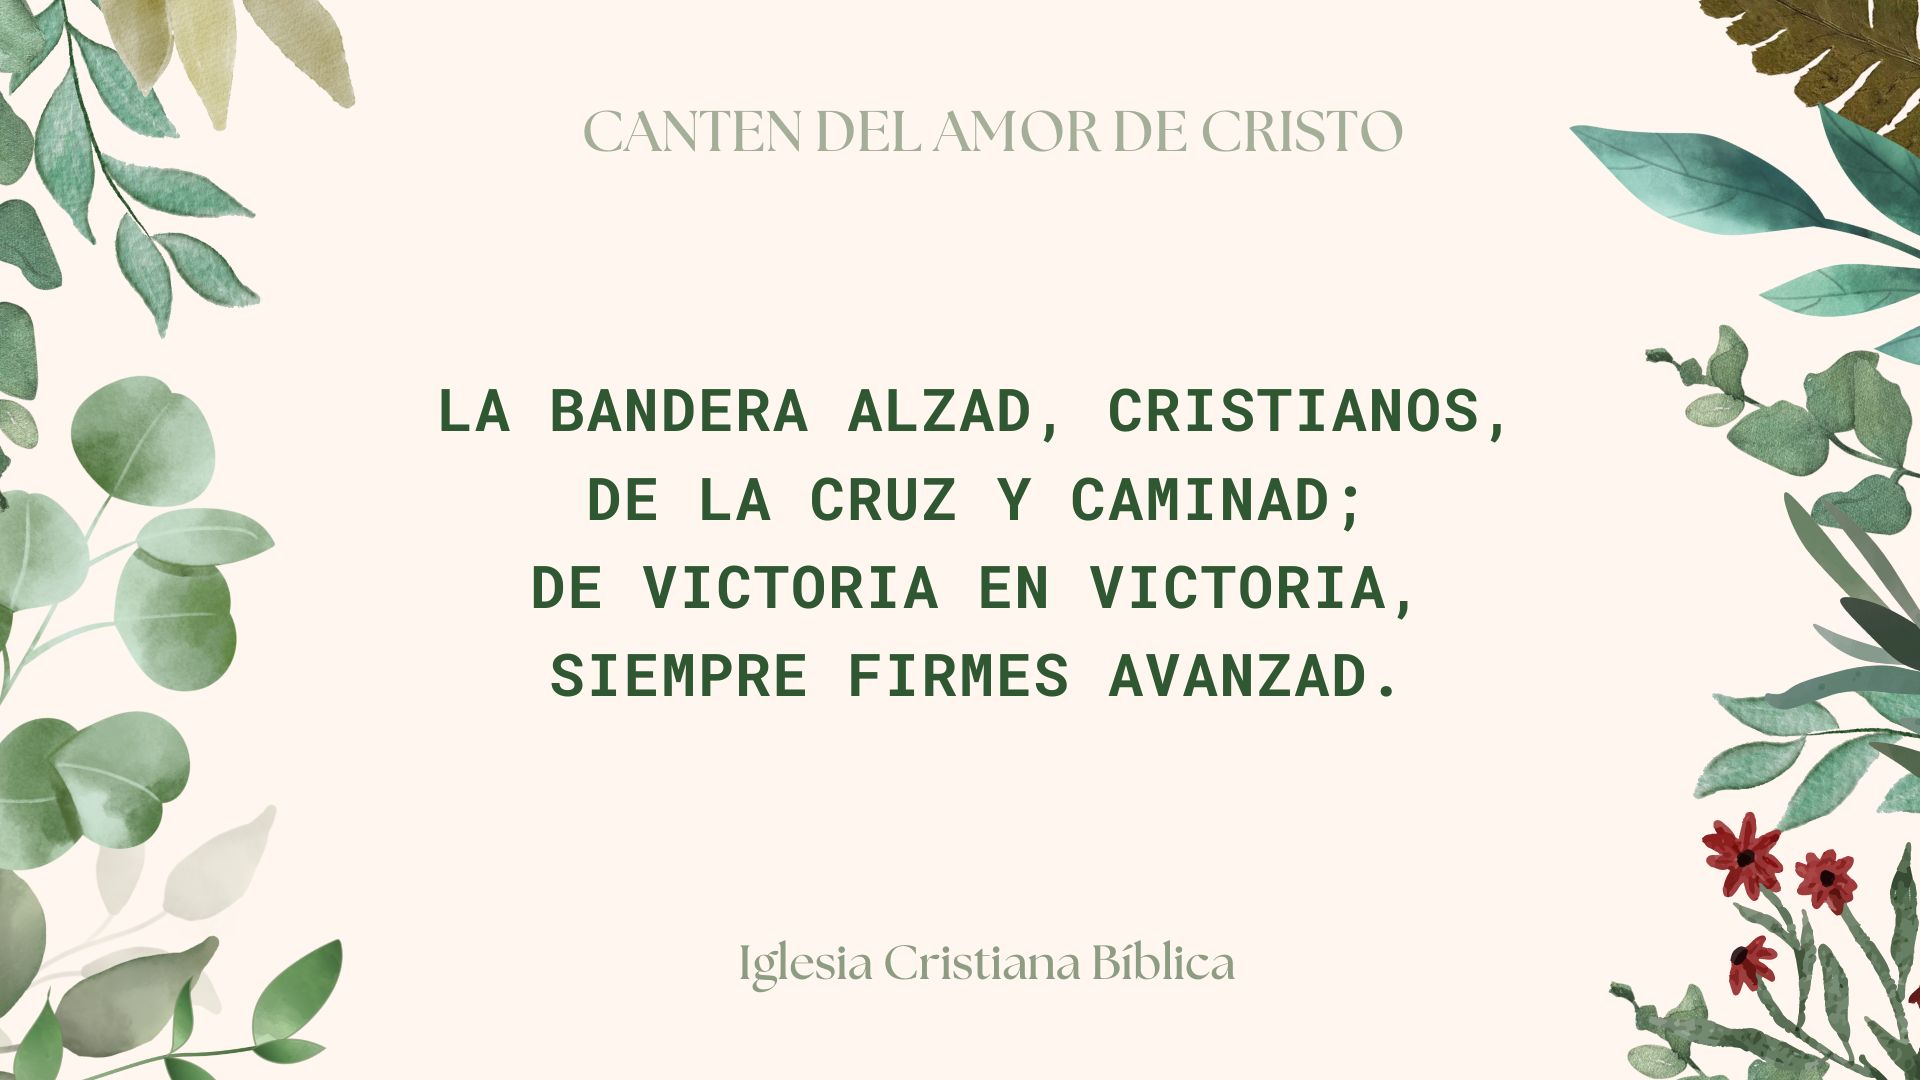 CANTEN DEL AMOR DE CRISTO
LA BANDERA ALZAD, CRISTIANOS,
DE LA CRUZ Y CAMINAD;
DE VICTORIA EN VICTORIA,
SIEMPRE FIRMES AVANZAD.
Iglesia Cristiana Bíblica